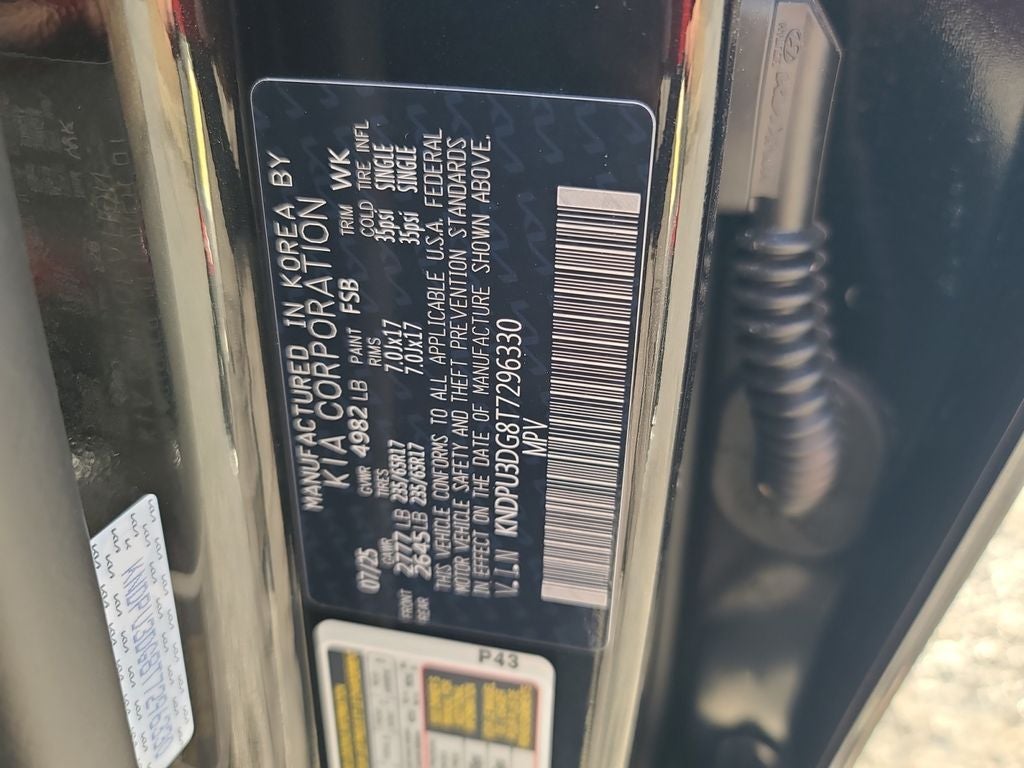 MANUFACTURED IN KOREA BY
KIA CORPORATION
07/25 GVWR 4982 LB PAINT FSB TRIM WK
GAWR TIRES RIMS COLD TIRE INFL
FRONT 2777 LB 235/65R17 7.0Jx17 35psi SINGLE
REAR 2645 LB 235/65R17 7.0Jx17 35psi SINGLE
THIS VEHICLE CONFORMS TO ALL APPLICABLE U.S.A FEDERAL
MOTOR VEHICLE SAFETY AND THEFT PREVENTION STANDARDS
IN EFFECT ON THE DATE OF MANUFACTURE SHOWN ABOVE.
V.I.N KNDPU3DG8T7296330
MPV
P43
KNDPU3DG8T7296330